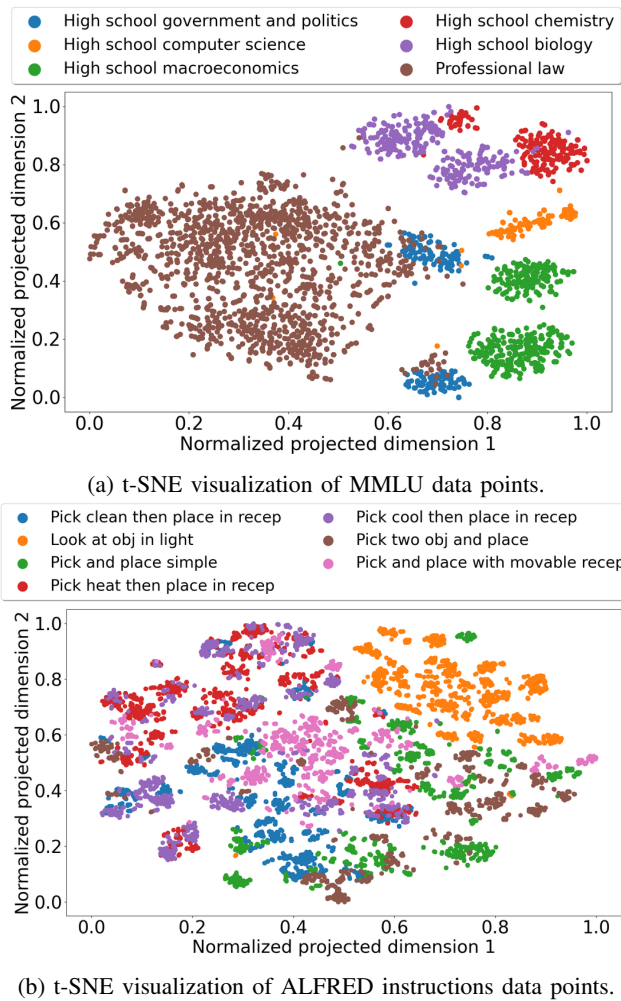 High school government and politics
High school computer science
High school macroeconomics
High school chemistry
High school biology
Professional law
Normalized projected dimension 2
1.0
0.8
0.6
0.4
0.2
0.0
0.0 0.2 0.4 0.6 0.8 1.0
Normalized projected dimension 1
(a) t-SNE visualization of MMLU data points.
Pick clean then place in recep
Look at obj in light
Pick and place simple
Pick heat then place in recep
Pick cool then place in recep
Pick two obj and place
Pick and place with movable recep
Normalized projected dimension 2
1.0
0.8
0.6
0.4
0.2
0.0
0.0 0.2 0.4 0.6 0.8 1.0
Normalized projected dimension 1
(b) t-SNE visualization of ALFRED instructions data points.